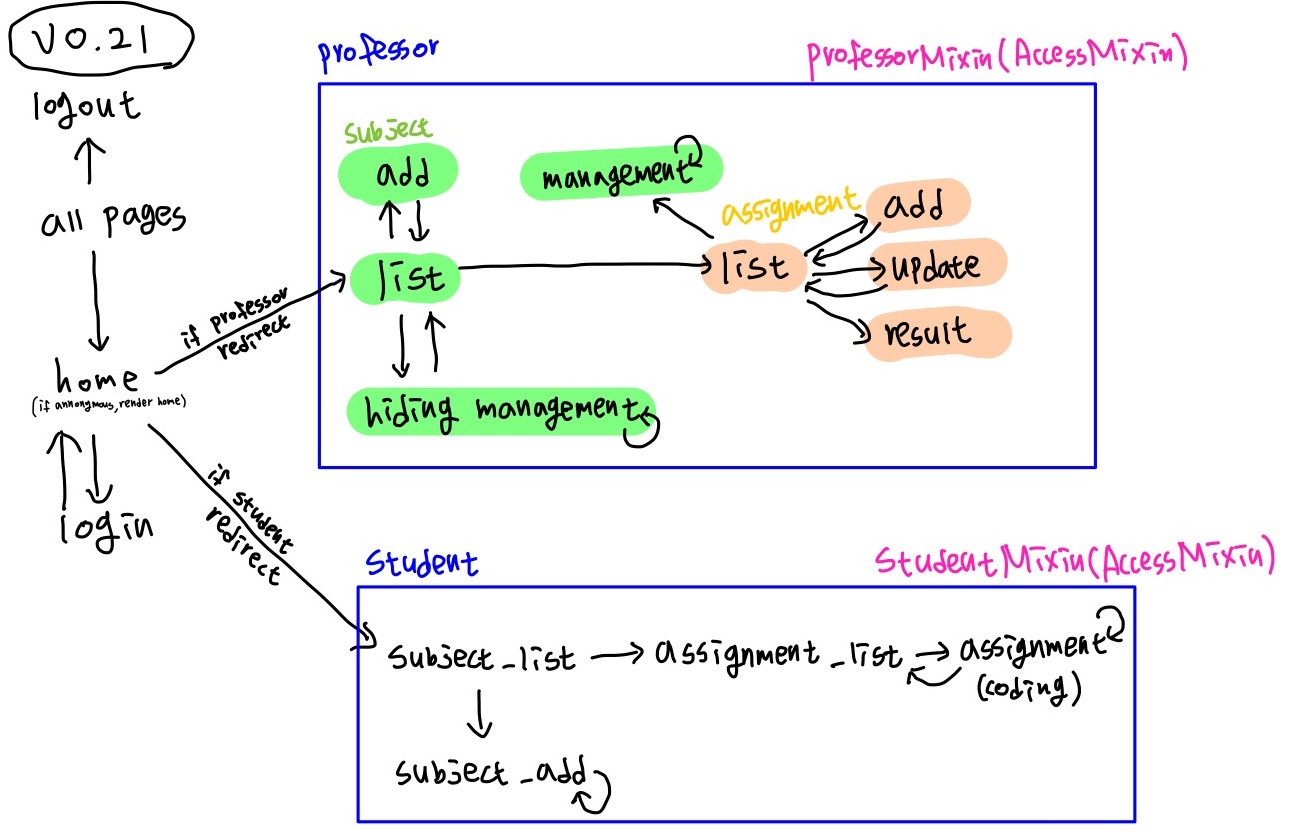 V0.21
logout
all pages
home
(if annongmous, render home)
login
if professor
redirect
if student
redirect
professor
professorMixin(AccessMixin)
subject
add
list
hiding management
management
assignment
list
add
update
result
Student
StudentMixin(AccessMixin)
subject_list
assignment_list
assignment
(coding)
subject_add